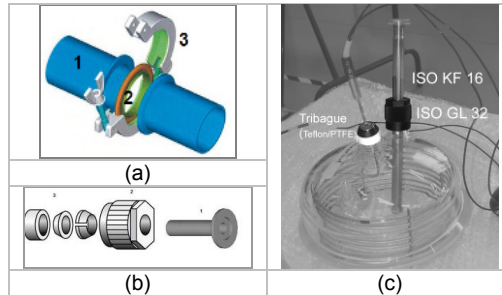 1
2
3
(a)
3
2
1
(b)
ISO KF 16
ISO GL 32
Tribague
(Teflon/PTFE)
(c)